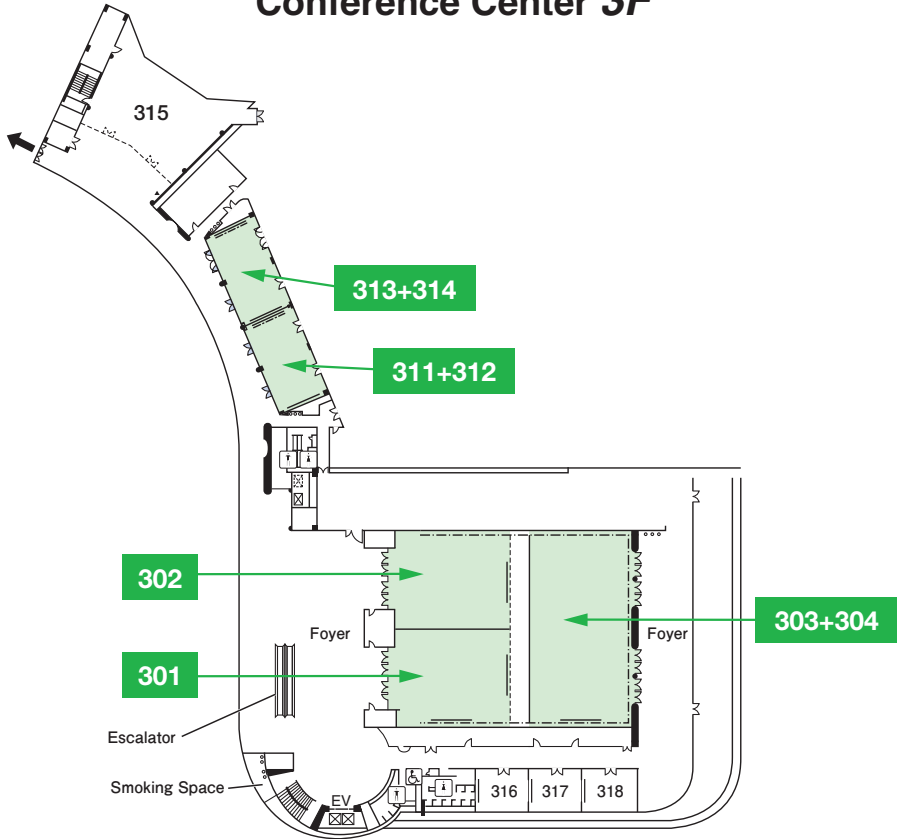 Conference Center 3F
315
313+314
311+312
302
303+304
Foyer
Foyer
301
Escalator
Smoking Space
EV
316
317
318